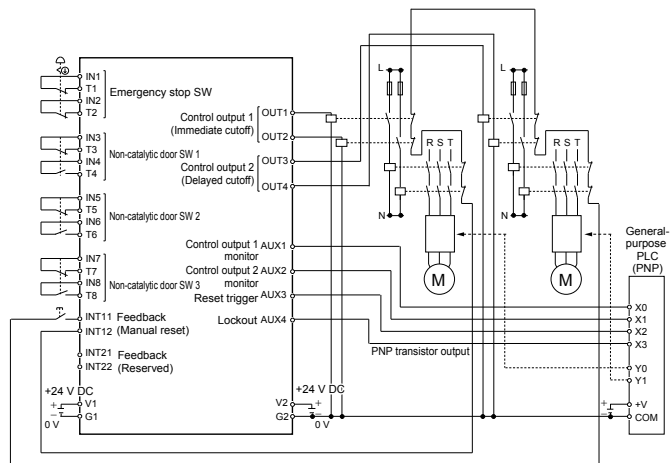 IN1
T1
IN2
T2
Emergency stop SW
IN3
T3
IN4
T4
Non-catalytic door SW 1
IN5
T5
IN6
T6
Non-catalytic door SW 2
IN7
T7
IN8
T8
Non-catalytic door SW 3
INT11
INT12
Feedback
(Manual reset)
INT21
INT22
Feedback
(Reserved)
+24 V DC
+
−
0 V
V1
G1
Control output 1
(Immediate cutoff)
OUT1
OUT2
Control output 2
(Delayed cutoff)
OUT3
OUT4
Control output 1
monitor
AUX1
Control output 2
monitor
AUX2
Reset trigger
AUX3
Lockout
AUX4
PNP transistor output
+24 V DC
V2
G2
+
−
0 V
L
R S T
N
M
L
R S T
N
M
General-
purpose
PLC
(PNP)
X0
X1
X2
X3
Y0
Y1
+
−
+V
COM